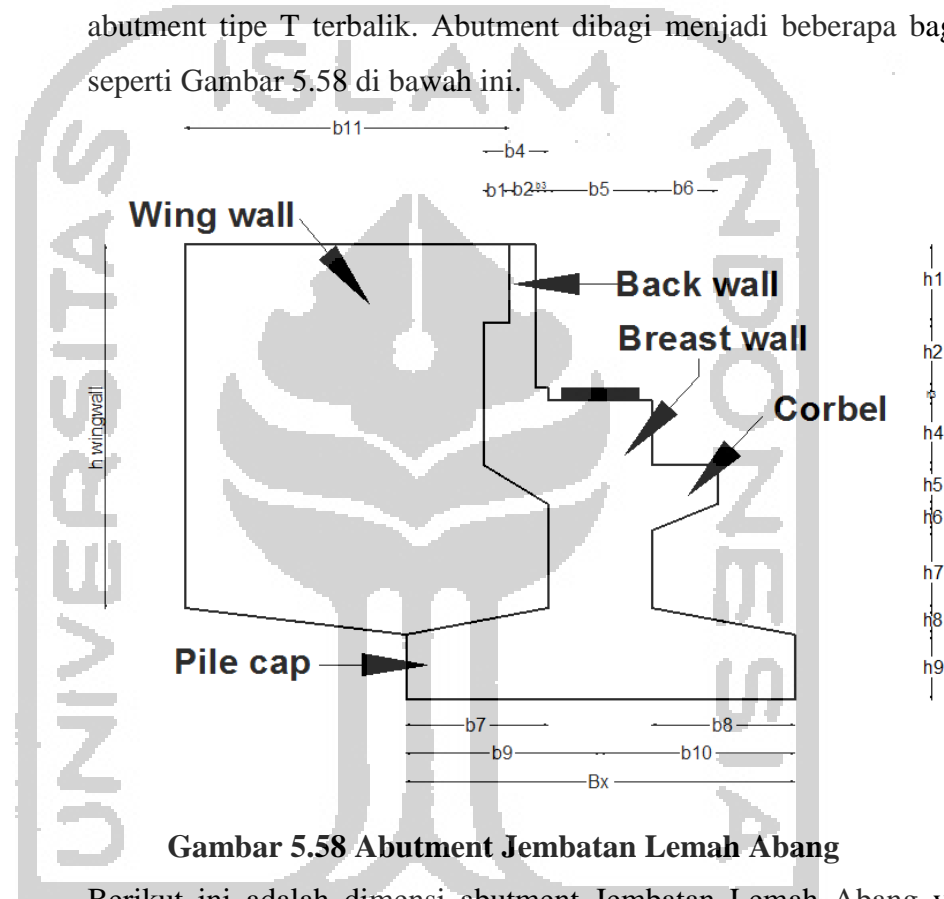 abutment tipe T terbalik. Abutment dibagi menjadi beberapa bag
seperti Gambar 5.58 di bawah ini.
ISLAM
UNIVERSITAS
INDONESIA
b11
b4
b1
b2
b3
b5
b6
Wing wall
Back wall
Breast wall
Corbel
Pile cap
h wingwall
h1
h2
h4
h5
h6
h7
h8
h9
b7
b8
b9
b10
Bx
Gambar 5.58 Abutment Jembatan Lemah Abang
Berikut ini adalah dimensi abutment Jembatan Lemah Abang